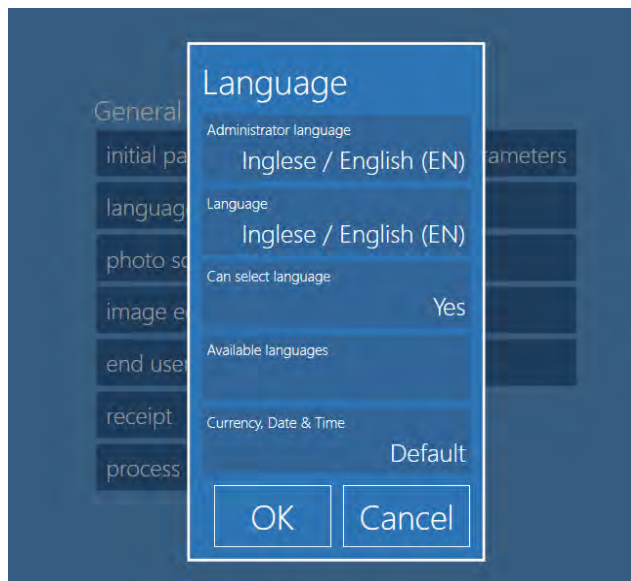 Language
Administrator language
Inglese / English (EN)
Language
Inglese / English (EN)
Can select language
Yes
Available languages
Currency, Date & Time
Default
OK Cancel
General
initial pa
rameters
languag
photo sc
image e
end user
receipt
process